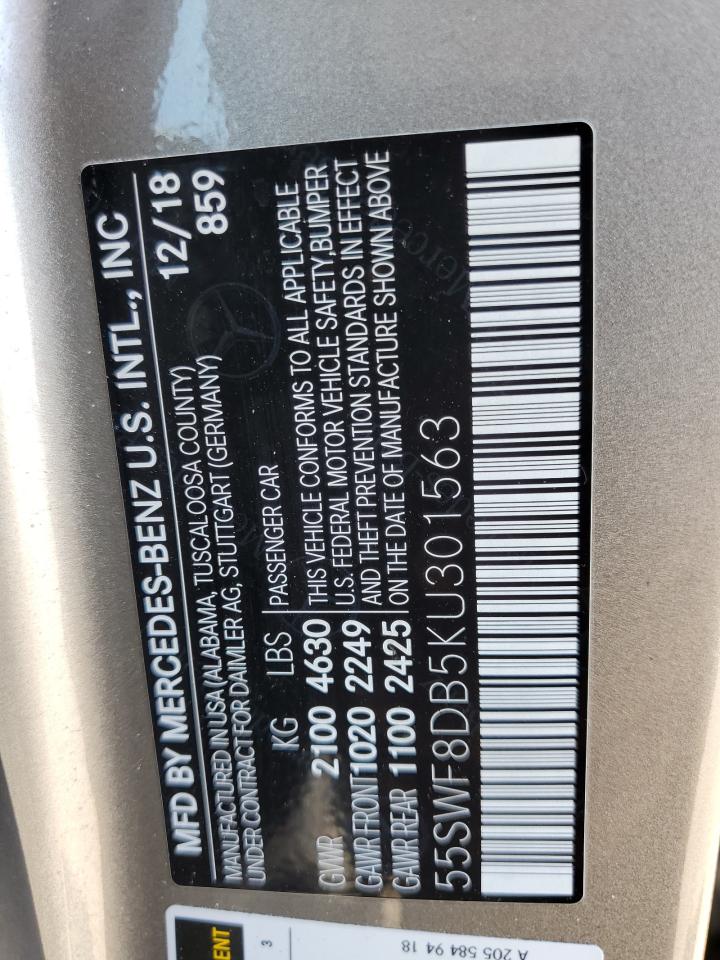 MFD BY MERCEDES-BENZ U.S. INTL., INC
MANUFACTURED IN USA (ALABAMA, TUSCALOOSA COUNTY)
UNDER CONTRACT FOR DAIMLER AG, STUTTGART (GERMANY)
12/18
859
KG LBS
PASSENGER CAR
GVWR 2100 4630
GAWR FRONT 1020 2249
GAWR REAR 1100 2425
THIS VEHICLE CONFORMS TO ALL APPLICABLE
U.S. FEDERAL MOTOR VEHICLE SAFETY,BUMPER
AND THEFT PREVENTION STANDARDS IN EFFECT
ON THE DATE OF MANUFACTURE SHOWN ABOVE
55SWF8DB5KU301563
3
A 205 584 94 18